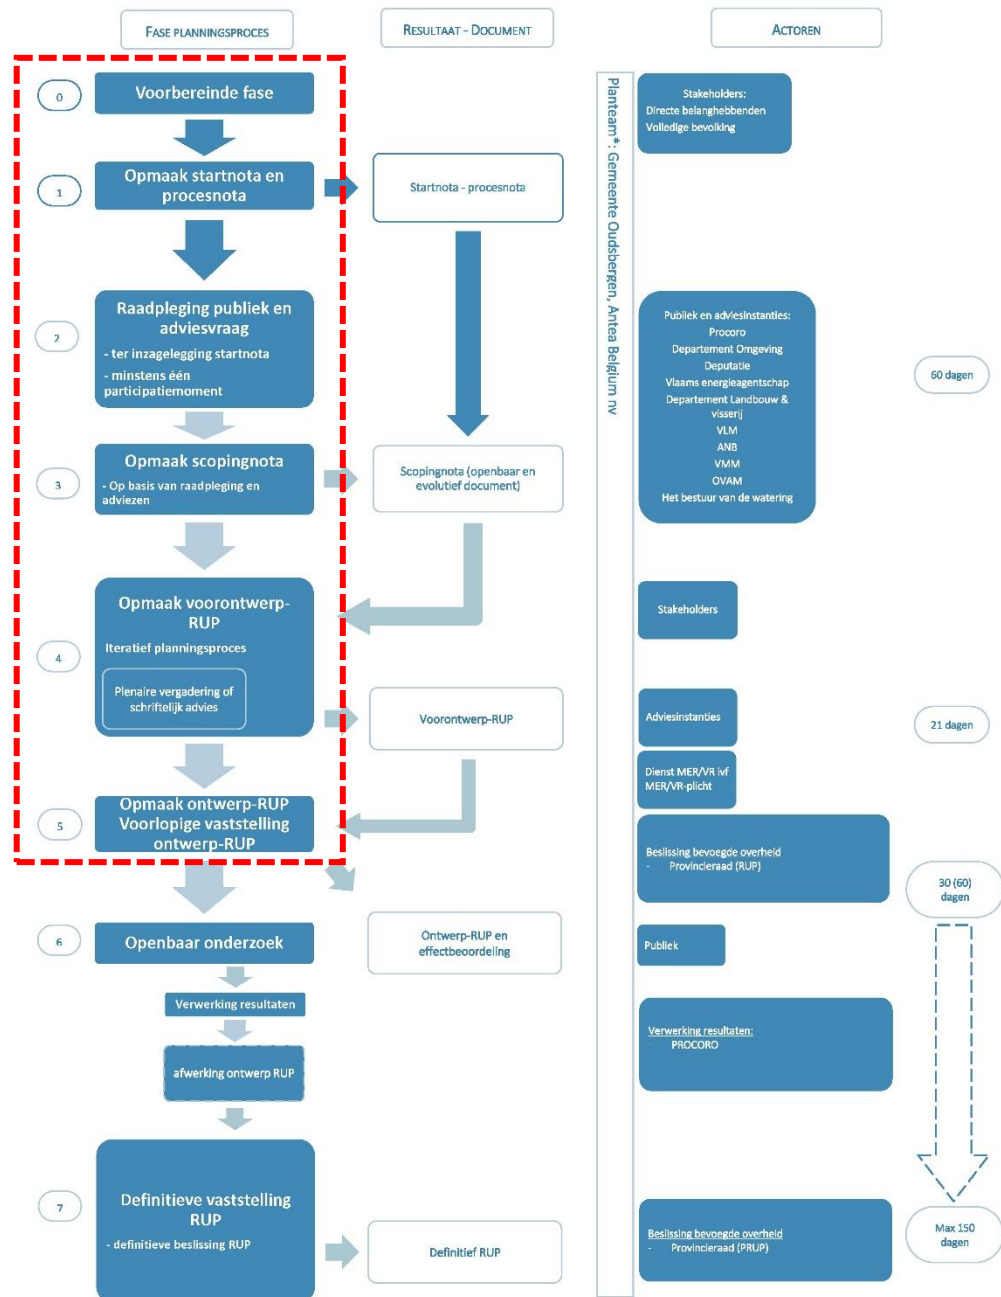 FASE PLANNINGSPROCES
RESULTAAT - DOCUMENT
ACTOREN
0
Voorbereinde fase
1
Opmaak startnota en
procesnota
Startnota - procesnota
2
Raadpleging publiek en
adviesvraag
- ter inzagelegging startnota
- minstens één
participatiemoment
3
Opmaak scopingnota
- Op basis van raadpleging en
adviezen
Scopingnota (openbaar en
evolutief document)
4
Opmaak voorontwerp-
RUP
Iteratief planningsproces
Plenaire vergadering of
schriftelijk advies
Voorontwerp-RUP
5
Opmaak ontwerp-RUP
Voorlopige vaststelling
ontwerp-RUP
6
Openbaar onderzoek
Ontwerp-RUP en
effectbeoordeling
Verwerking resultaten
afwerking ontwerp RUP
7
Definitieve vaststelling
RUP
- definitieve beslissing RUP
Definitief RUP
Planteam*: Gemeente Oudsbergen, Antea Belgium nv
Stakeholders:
Directe belanghebbenden
Volledige bevolking
Publiek en adviesinstanties:
Procoro
Departement Omgeving
Deputatie
Vlaams energieagentschap
Departement Landbouw &
visserij
VLM
ANB
VMM
OVAM
Het bestuur van de watering
60 dagen
Stakeholders
Adviesinstanties
21 dagen
Dienst MER/VR ivf
MER/VR-plicht
Beslissing bevoegde overheid
- Provincieraad (RUP)
30 (60)
dagen
Publiek
Verwerking resultaten:
- PROCORO
Beslissing bevoegde overheid
- Provincieraad (PRUP)
Max 150
dagen